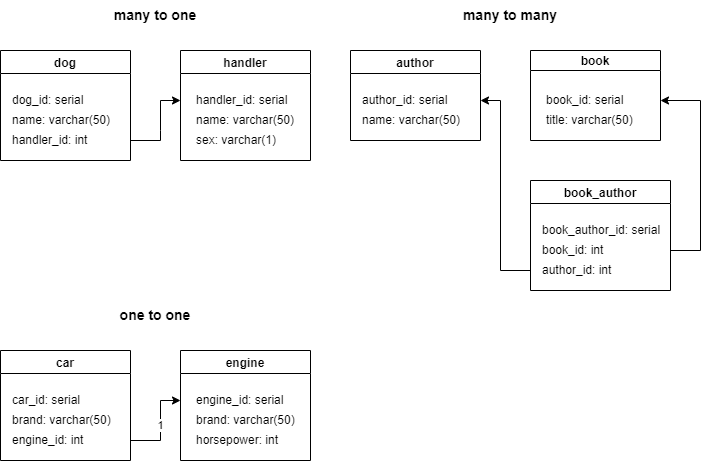 many to one
dog
dog_id: serial
name: varchar(50)
handler_id: int
handler
handler_id: serial
name: varchar(50)
sex: varchar(1)
many to many
author
author_id: serial
name: varchar(50)
book
book_id: serial
title: varchar(50)
book_author
book_author_id: serial
book_id: int
author_id: int
one to one
car
car_id: serial
brand: varchar(50)
engine_id: int
1
engine
engine_id: serial
brand: varchar(50)
horsepower: int